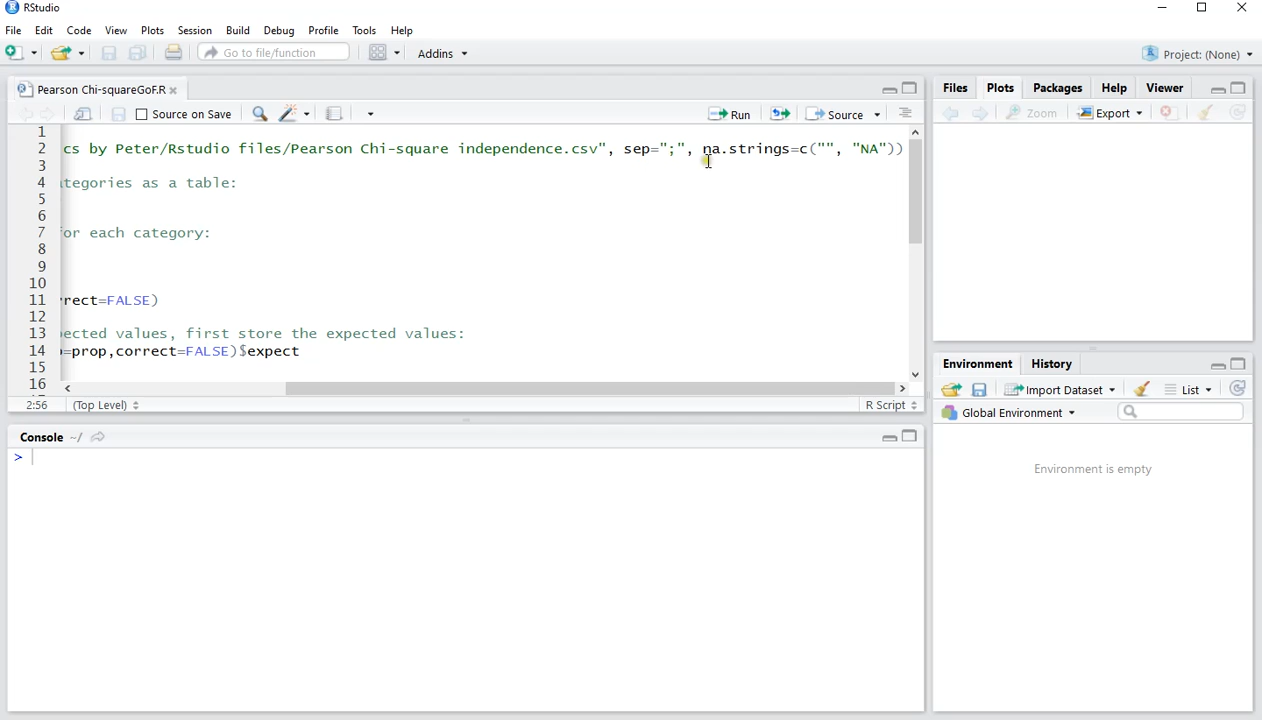 RStudio
File Edit Code View Plots Session Build Debug Profile Tools Help
Go to file/function
Addins
Project: (None)
Pearson Chi-squareGoF.R
Source on Save
Run
Source
1
2 cs by Peter/Rstudio files/Pearson Chi-square independence.csv", sep=";", na.strings=c("", "NA"))
3
4 ategories as a table:
5
6
7 for each category:
8
9
10
11 rrect=FALSE)
12
13 pected values, first store the expected values:
14 =prop,correct=FALSE)$expect
15
16
2:56 (Top Level) R Script
Console ~/
>
Files Plots Packages Help Viewer
Zoom Export
Environment History
Import Dataset List
Global Environment
Environment is empty